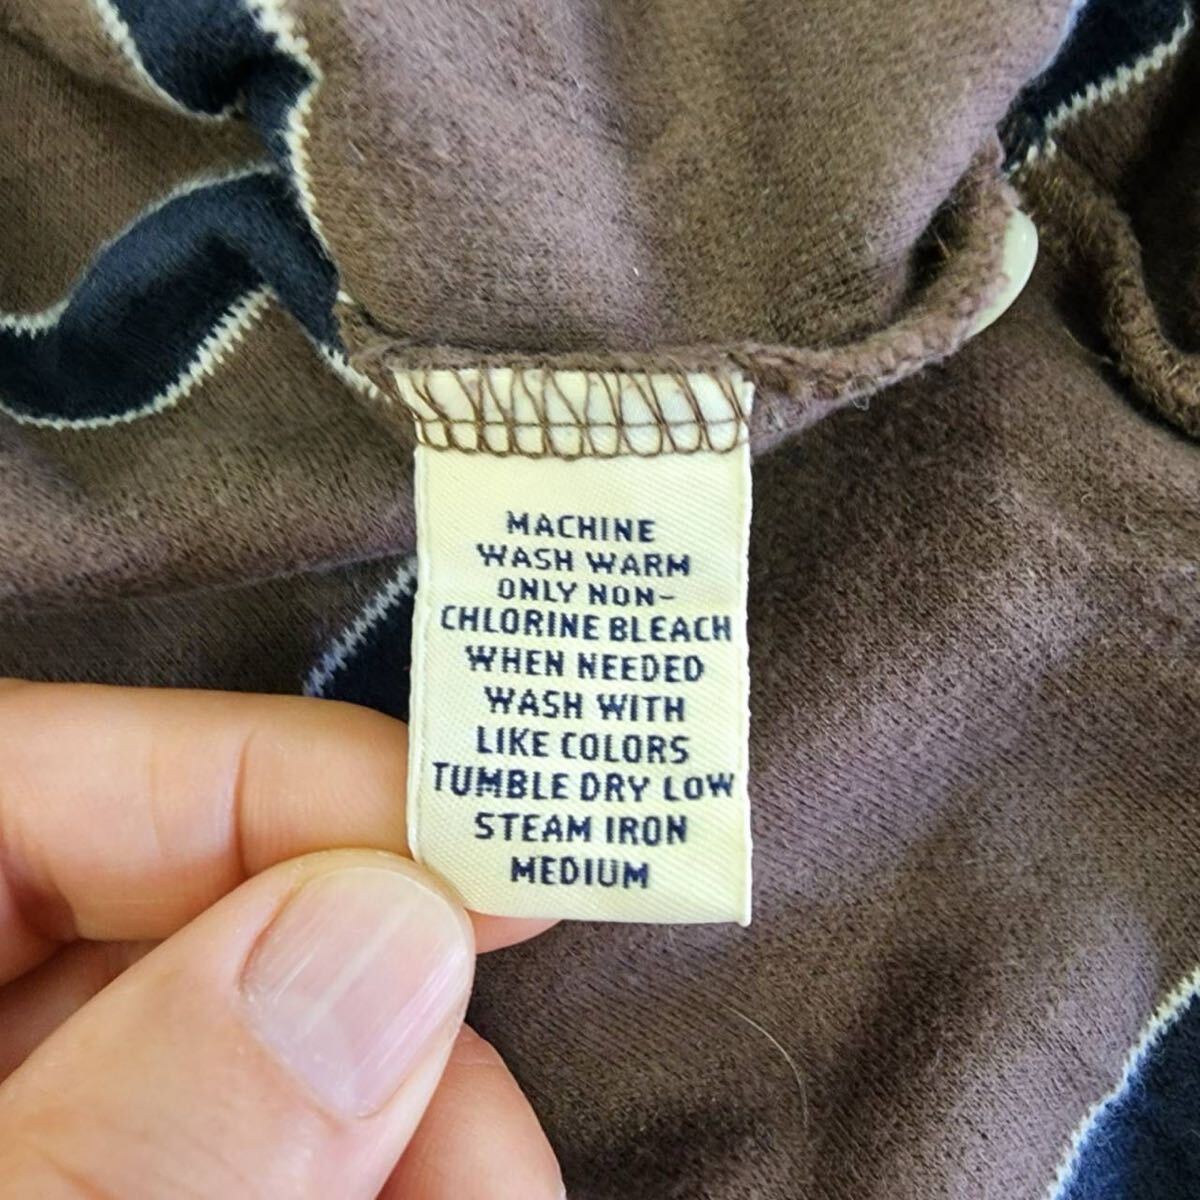 MACHINE
WASH WARM
ONLY NON-
CHLORINE BLEACH
WHEN NEEDED
WASH WITH
LIKE COLORS
TUMBLE DRY LOW
STEAM IRON
MEDIUM